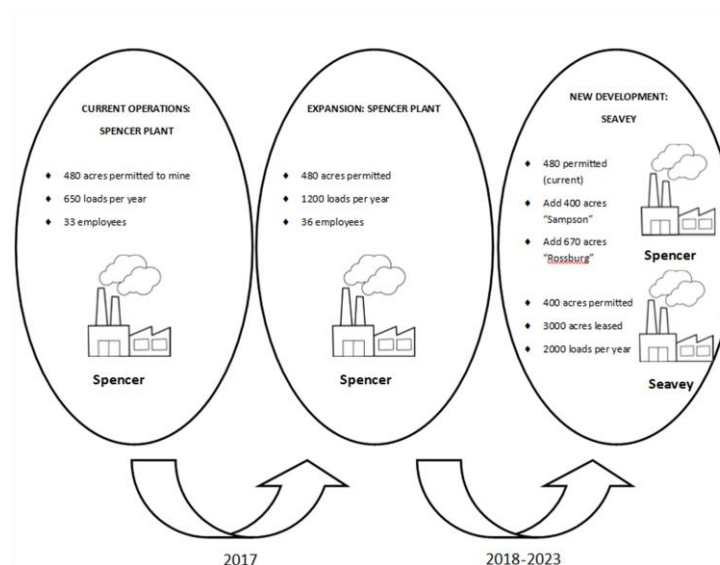 CURRENT OPERATIONS:
SPENCER PLANT
♦ 480 acres permitted to mine
♦ 650 loads per year
♦ 33 employees
Spencer
EXPANSION: SPENCER PLANT
♦ 480 acres permitted
♦ 1200 loads per year
♦ 36 employees
Spencer
NEW DEVELOPMENT:
SEAVEY
♦ 480 permitted
(current)
♦ Add 400 acres
“Sampson”
♦ Add 670 acres
“Rossburg”
Spencer
♦ 400 acres permitted
♦ 3000 acres leased
♦ 2000 loads per year
Seavey
2017
2018-2023